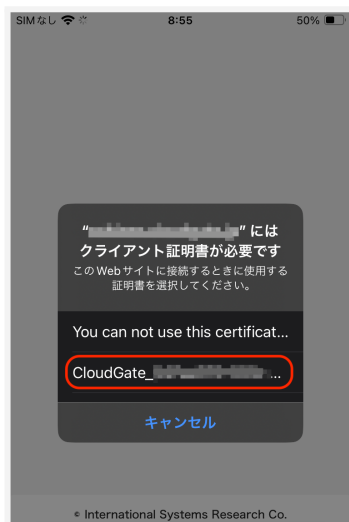 SIMなし 8:55 50%
“ ” には
クライアント証明書が必要です
このWebサイトに接続するときに使用する
証明書を選択してください。
You can not use this certificat...
CloudGate_ ...
キャンセル
© International Systems Research Co.